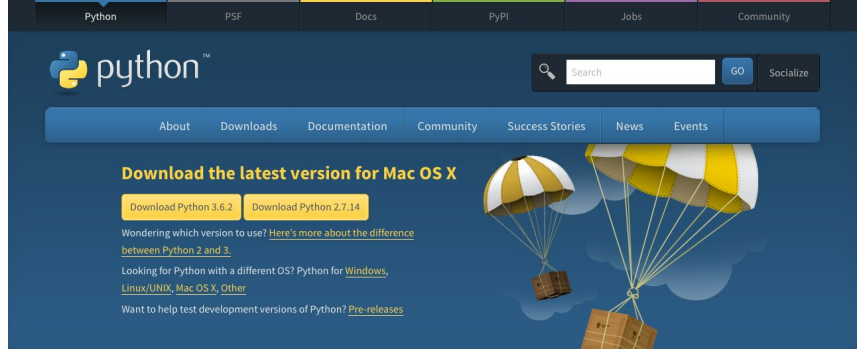 Python PSF Docs PyPI Jobs Community
python™
Search GO Socialize
About Downloads Documentation Community Success Stories News Events
Download the latest version for Mac OS X
Download Python 3.6.2 Download Python 2.7.14
Wondering which version to use? Here's more about the difference
between Python 2 and 3.
Looking for Python with a different OS? Python for Windows,
Linux/UNIX, Mac OS X, Other
Want to help test development versions of Python? Pre-releases